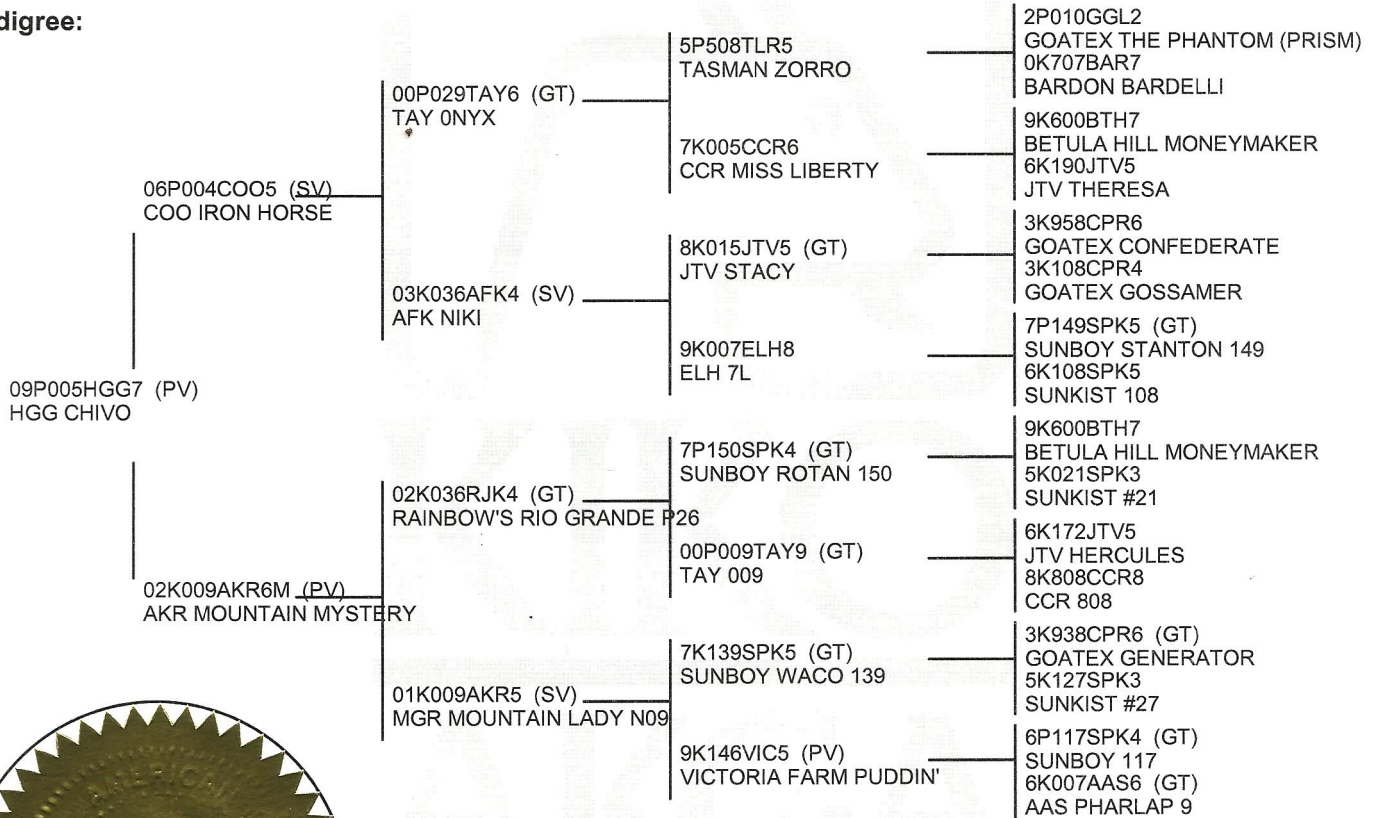 digree:
09P005HGG7 (PV)
HGG CHIVO
06P004COO5 (SV)
COO IRON HORSE
02K009AKR6M (PV)
AKR MOUNTAIN MYSTERY
00P029TAY6 (GT)
TAY 0NYX
03K036AFK4 (SV)
AFK NIKI
02K036RJK4 (GT)
RAINBOW'S RIO GRANDE P26
01K009AKR5 (SV)
MGR MOUNTAIN LADY N09
5P508TLR5
TASMAN ZORRO
7K005CCR6
CCR MISS LIBERTY
8K015JTV5 (GT)
JTV STACY
9K007ELH8
ELH 7L
7P150SPK4 (GT)
SUNBOY ROTAN 150
00P009TAY9 (GT)
TAY 009
7K139SPK5 (GT)
SUNBOY WACO 139
9K146VIC5 (PV)
VICTORIA FARM PUDDIN'
2P010GGL2
GOATEX THE PHANTOM (PRISM)
0K707BAR7
BARDON BARDELLI
9K600BTH7
BETULA HILL MONEYMAKER
6K190JTV5
JTV THERESA
3K958CPR6
GOATEX CONFEDERATE
3K108CPR4
GOATEX GOSSAMER
7P149SPK5 (GT)
SUNBOY STANTON 149
6K108SPK5
SUNKIST 108
9K600BTH7
BETULA HILL MONEYMAKER
5K021SPK3
SUNKIST #21
6K172JTV5
JTV HERCULES
8K808CCR8
CCR 808
3K938CPR6 (GT)
GOATEX GENERATOR
5K127SPK3
SUNKIST #27
6P117SPK4 (GT)
SUNBOY 117
6K007AAS6 (GT)
AAS PHARLAP 9
KIKO
AMERICAN